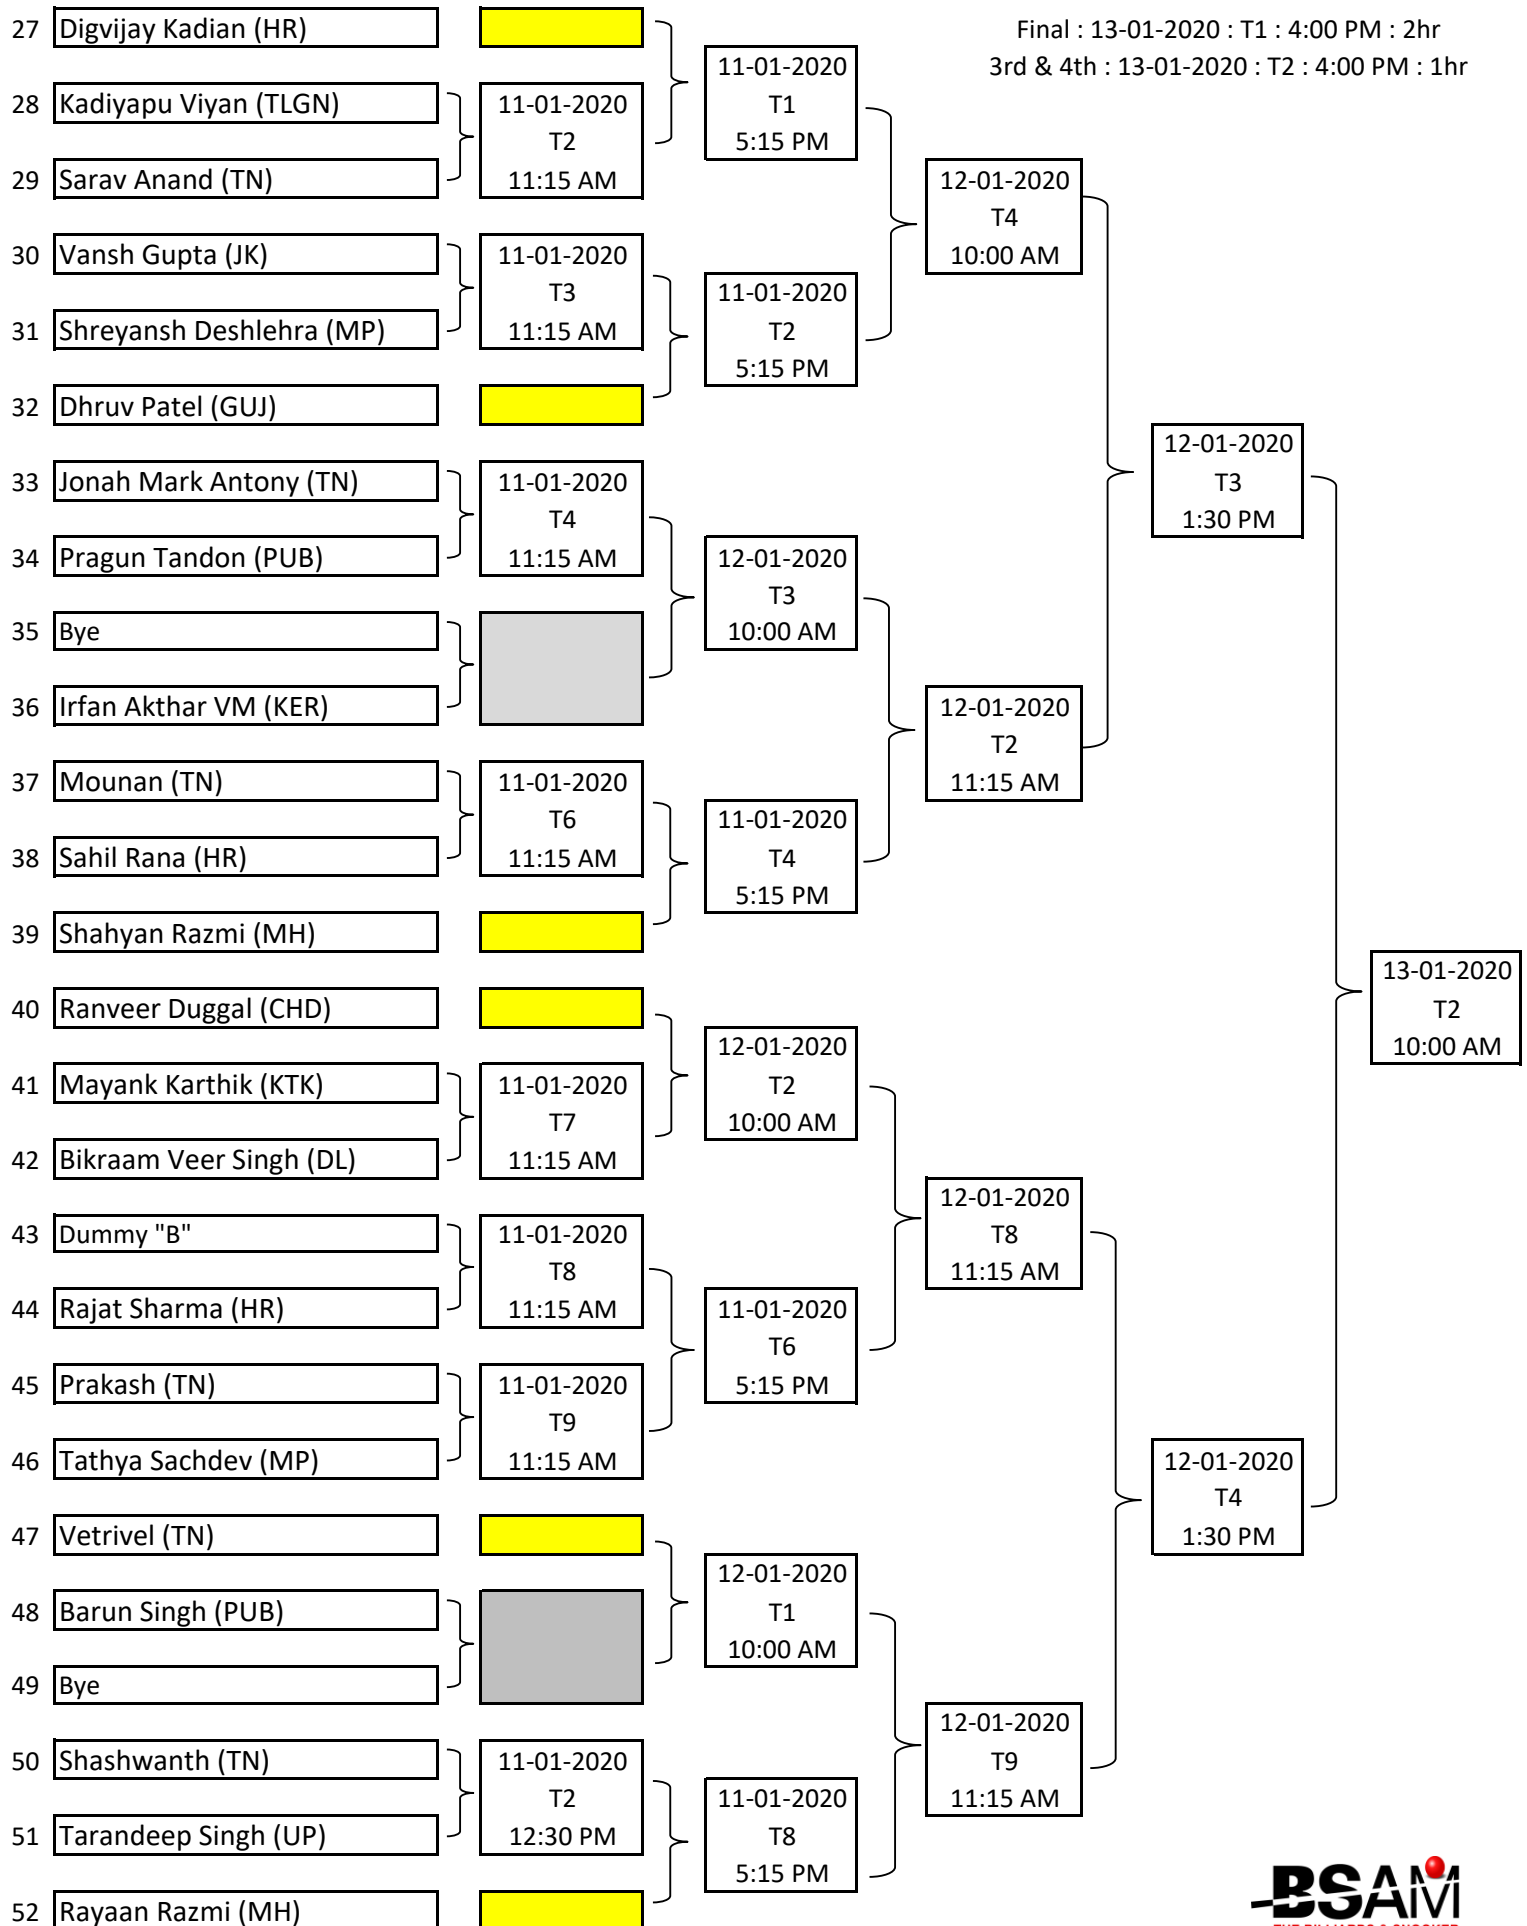 Final : 13-01-2020 : T1 : 4:00 PM : 2hr
3rd & 4th : 13-01-2020 : T2 : 4:00 PM : 1hr
27 Digvijay Kadian (HR)
28 Kadiyapu Viyan (TLGN)
29 Sarav Anand (TN)
30 Vansh Gupta (JK)
31 Shreyansh Deshlehra (MP)
32 Dhruv Patel (GUJ)
33 Jonah Mark Antony (TN)
34 Pragun Tandon (PUB)
35 Bye
36 Irfan Akthar VM (KER)
37 Mounan (TN)
38 Sahil Rana (HR)
39 Shahyan Razmi (MH)
40 Ranveer Duggal (CHD)
41 Mayank Karthik (KTK)
42 Bikraam Veer Singh (DL)
43 Dummy "B"
44 Rajat Sharma (HR)
45 Prakash (TN)
46 Tathya Sachdev (MP)
47 Vetrivel (TN)
48 Barun Singh (PUB)
49 Bye
50 Shashwanth (TN)
51 Tarandeep Singh (UP)
52 Rayaan Razmi (MH)
11-01-2020
T2
11:15 AM
11-01-2020
T3
11:15 AM
11-01-2020
T4
11:15 AM
11-01-2020
T6
11:15 AM
11-01-2020
T7
11:15 AM
11-01-2020
T8
11:15 AM
11-01-2020
T9
11:15 AM
11-01-2020
T2
12:30 PM
11-01-2020
T1
5:15 PM
11-01-2020
T2
5:15 PM
12-01-2020
T3
10:00 AM
11-01-2020
T4
5:15 PM
12-01-2020
T2
10:00 AM
11-01-2020
T6
5:15 PM
12-01-2020
T1
10:00 AM
11-01-2020
T8
5:15 PM
12-01-2020
T4
10:00 AM
12-01-2020
T2
11:15 AM
12-01-2020
T8
11:15 AM
12-01-2020
T9
11:15 AM
12-01-2020
T3
1:30 PM
12-01-2020
T4
1:30 PM
13-01-2020
T2
10:00 AM
BSAM
THE BILLIARDS & SNOOKER